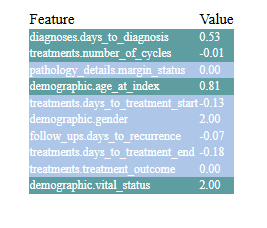 Feature Value
diagnoses.days_to_diagnosis 0.53
treatments.number_of_cycles -0.01
pathology_details.margin_status 0.00
demographic.age_at_index 0.81
treatments.days_to_treatment_start -0.13
demographic.gender 2.00
follow_ups.days_to_recurrence -0.07
treatments.days_to_treatment_end -0.18
treatments.treatment_outcome 0.00
demographic.vital_status 2.00